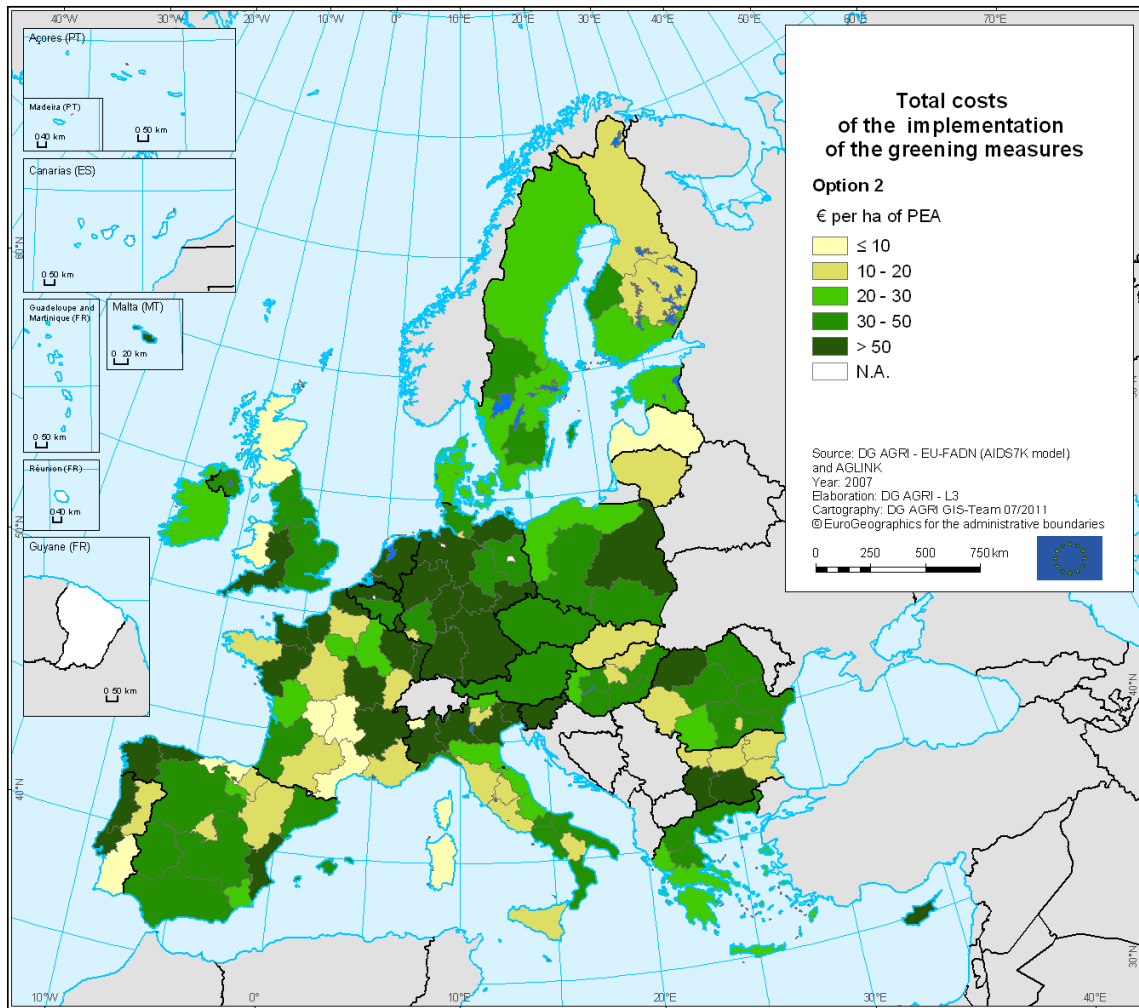 40°W
30°W
20°W
10°W
0°
10°E
20°E
30°E
40°E
50°E
60°E
70°E
Açores (PT)
Madeira (PT)
0 40 km
0 50 km
Canarias (ES)
0 50 km
Guadeloupe and
Martinique (FR)
0 50 km
Malta (MT)
0 20 km
Réunion (FR)
0 40 km
Guyane (FR)
0 50 km
60°N
50°N
40°N
40°N
30°N
Total costs
of the implementation
of the greening measures
Option 2
€ per ha of PEA
≤ 10
10 - 20
20 - 30
30 - 50
> 50
N.A.
Source: DG AGRI - EU-FADN (AIDS7K model)
and AGLINK
Year: 2007
Elaboration: DG AGRI - L3
Cartography: DG AGRI GIS-Team 07/2011
© EuroGeographics for the administrative boundaries
0 250 500 750 km
10°W
0°
10°E
20°E
30°E
40°E